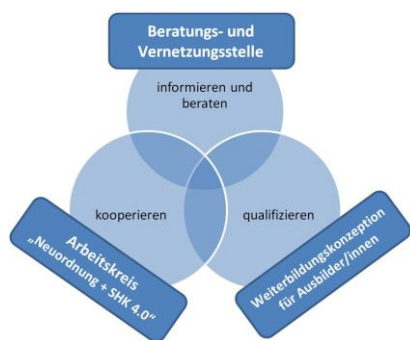 Beratungs- und
Vernetzungsstelle
informieren und
beraten
kooperieren
qualifizieren
Arbeitskreis
„Neuordnung + SHK 4.0“
Weiterbildungskonzeption
für Ausbilder/innen